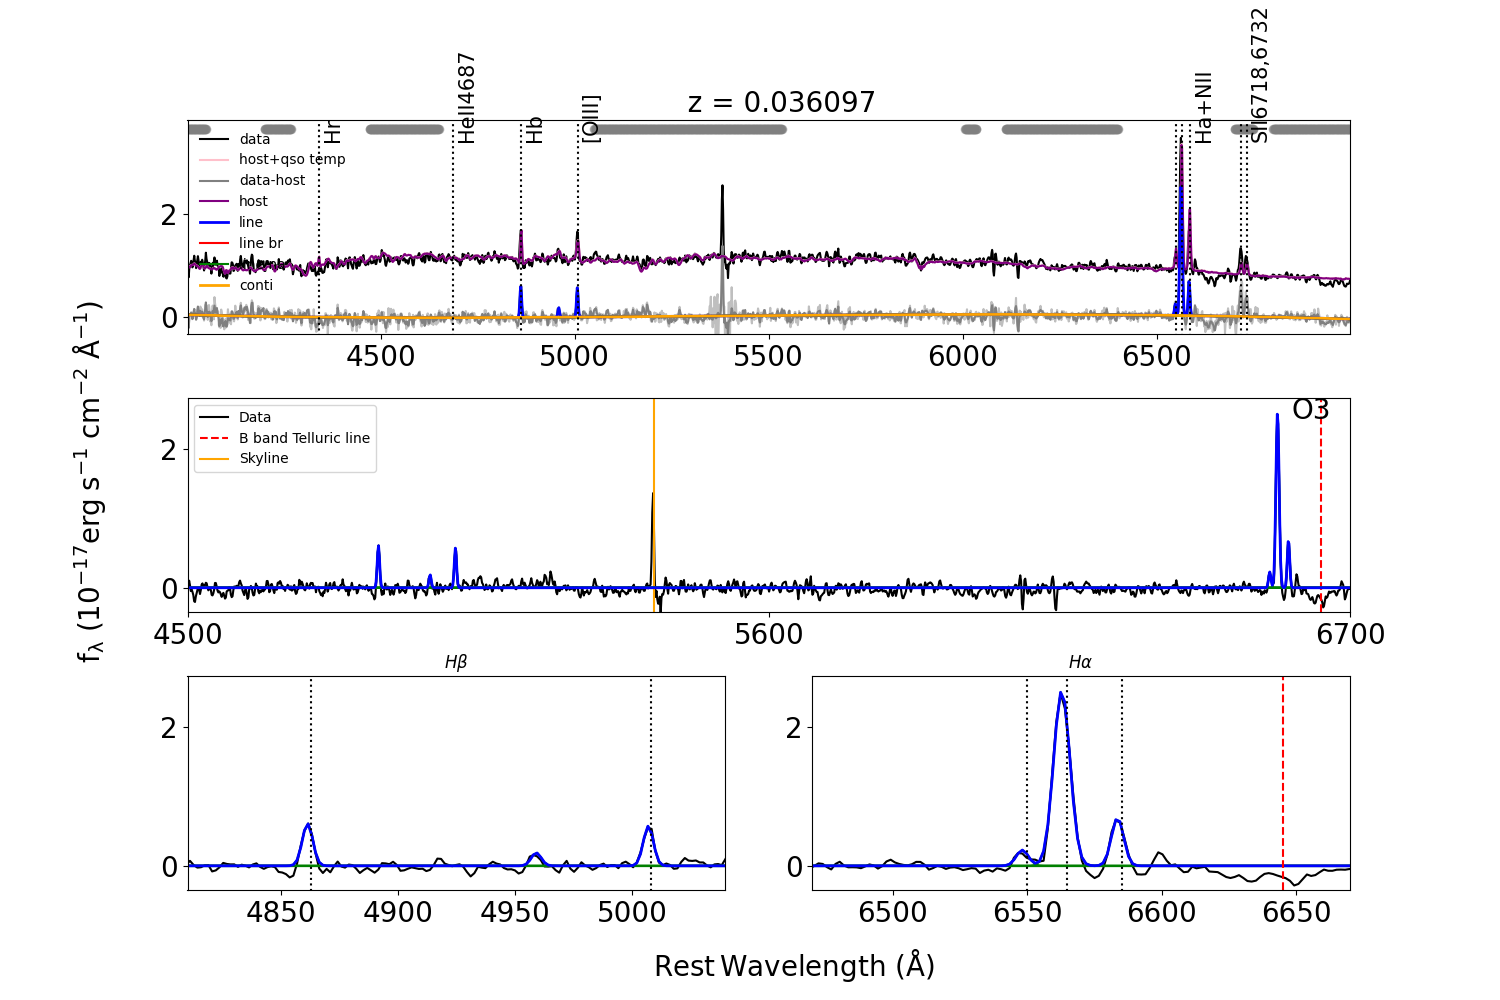 z = 0.036097
Hr
HeII4687
Hb
[OIII]
Ha+NII
SII6718,6732
data
host+qso temp
data-host
host
line
line br
conti
2
0
4500
5000
5500
6000
6500
fλ (10⁻¹⁷erg s⁻¹ cm⁻² Å⁻¹)
Data
B band Telluric line
Skyline
O3
2
0
4500
5600
6700
Hβ
2
0
4850
4900
4950
5000
Hα
2
0
6500
6550
6600
6650
Rest Wavelength (Å)